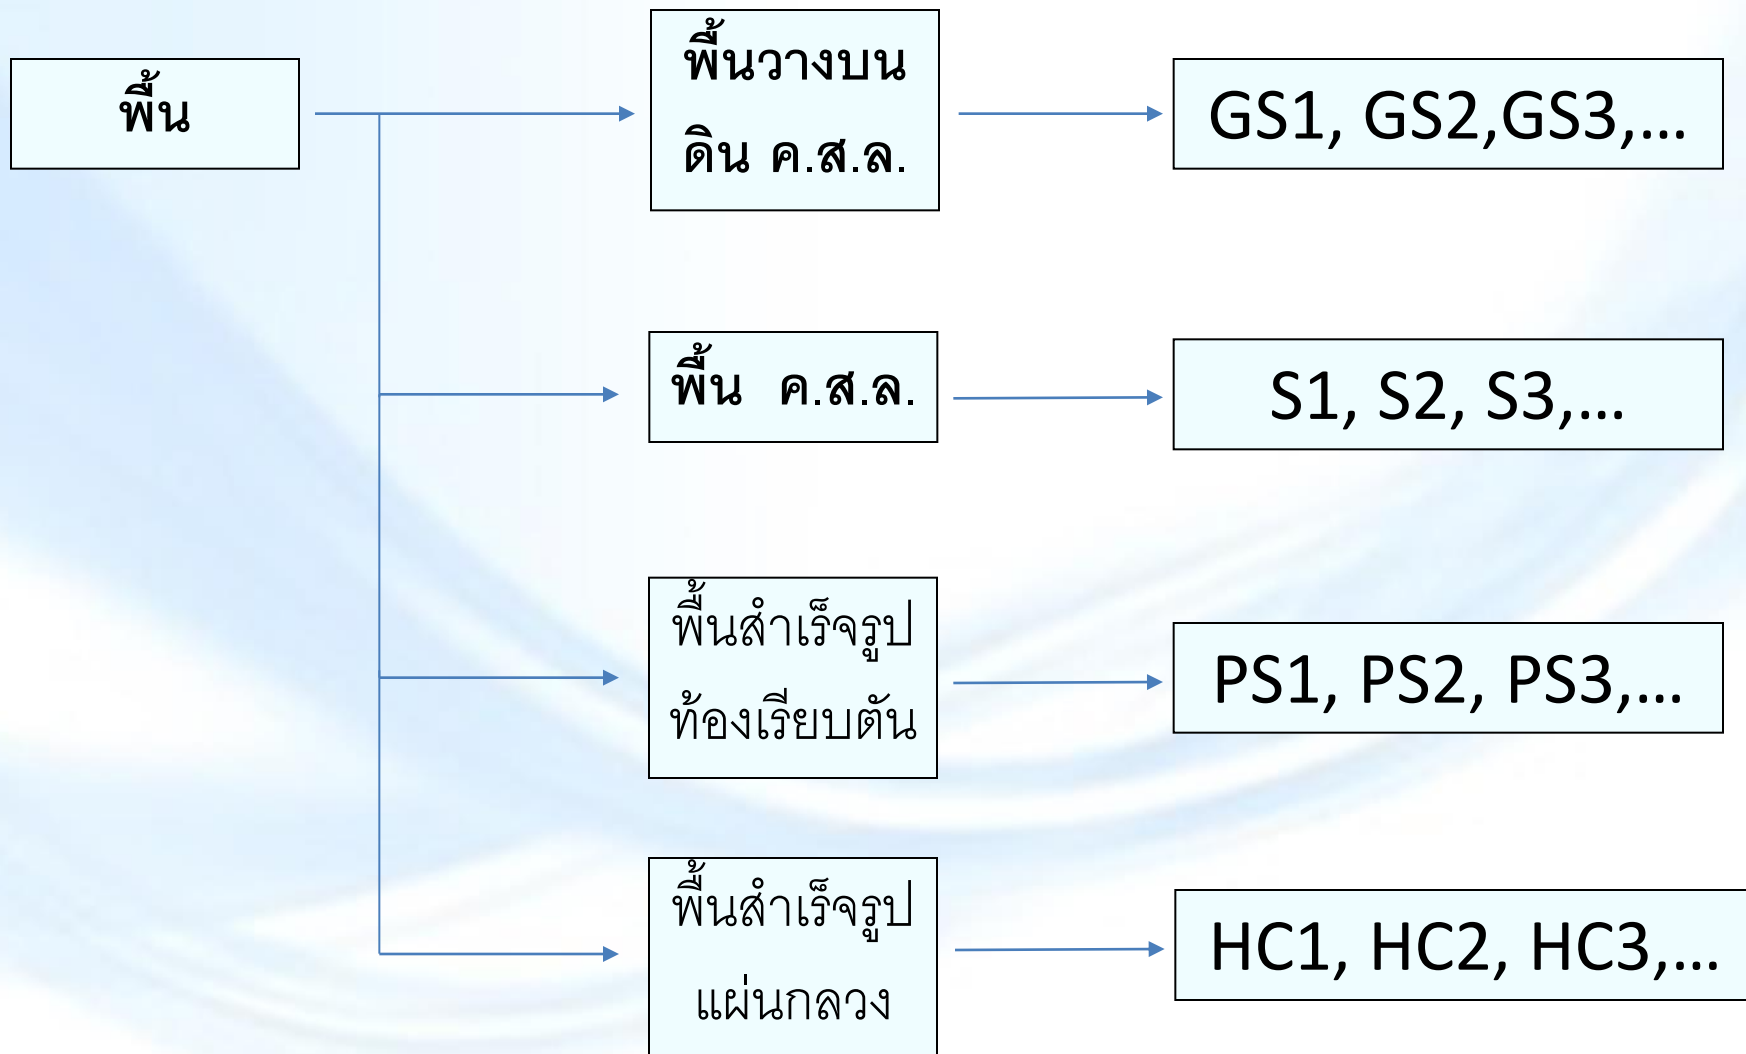 พื้น
พื้นวางบน
ดิน ค.ส.ล.
GS1, GS2,GS3,...
พื้น ค.ส.ล.
S1, S2, S3,...
พื้นสำเร็จรูป
ท้องเรียบตัน
PS1, PS2, PS3,...
พื้นสำเร็จรูป
แผ่นกลวง
HC1, HC2, HC3,...